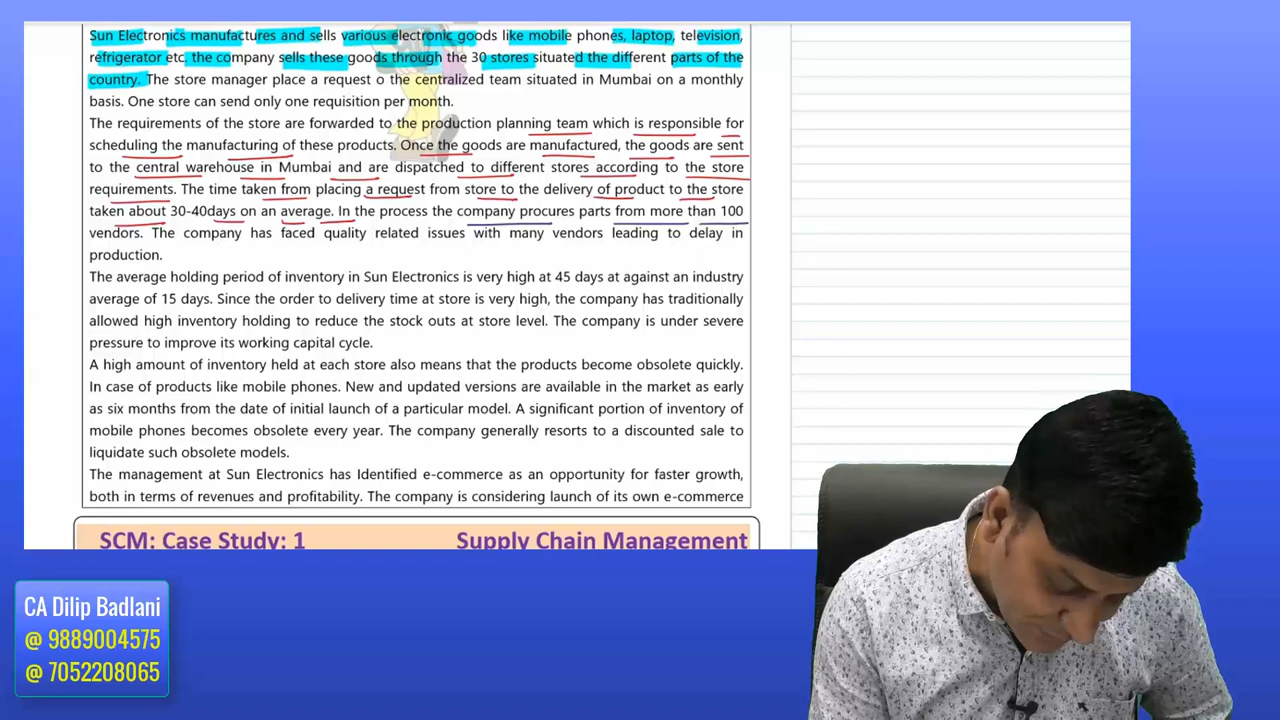 Sun Electronics manufactures and sells various electronic goods like mobile phones, laptop, television,
refrigerator etc. the company sells these goods through the 30 stores situated the different parts of the
country. The store manager place a request o the centralized team situated in Mumbai on a monthly
basis. One store can send only one requisition per month.
The requirements of the store are forwarded to the production planning team which is responsible for
scheduling the manufacturing of these products. Once the goods are manufactured, the goods are sent
to the central warehouse in Mumbai and are dispatched to different stores according to the store
requirements. The time taken from placing a request from store to the delivery of product to the store
taken about 30-40days on an average. In the process the company procures parts from more than 100
vendors. The company has faced quality related issues with many vendors leading to delay in
production.
The average holding period of inventory in Sun Electronics is very high at 45 days at against an industry
average of 15 days. Since the order to delivery time at store is very high, the company has traditionally
allowed high inventory holding to reduce the stock outs at store level. The company is under severe
pressure to improve its working capital cycle.
A high amount of inventory held at each store also means that the products become obsolete quickly.
In case of products like mobile phones. New and updated versions are available in the market as early
as six months from the date of initial launch of a particular model. A significant portion of inventory of
mobile phones becomes obsolete every year. The company generally resorts to a discounted sale to
liquidate such obsolete models.
The management at Sun Electronics has Identified e-commerce as an opportunity for faster growth,
both in terms of revenues and profitability. The company is considering launch of its own e-commerce
SCM: Case Study: 1 Supply Chain Management
CA Dilip Badlani
@ 9889004575
@ 7052208065